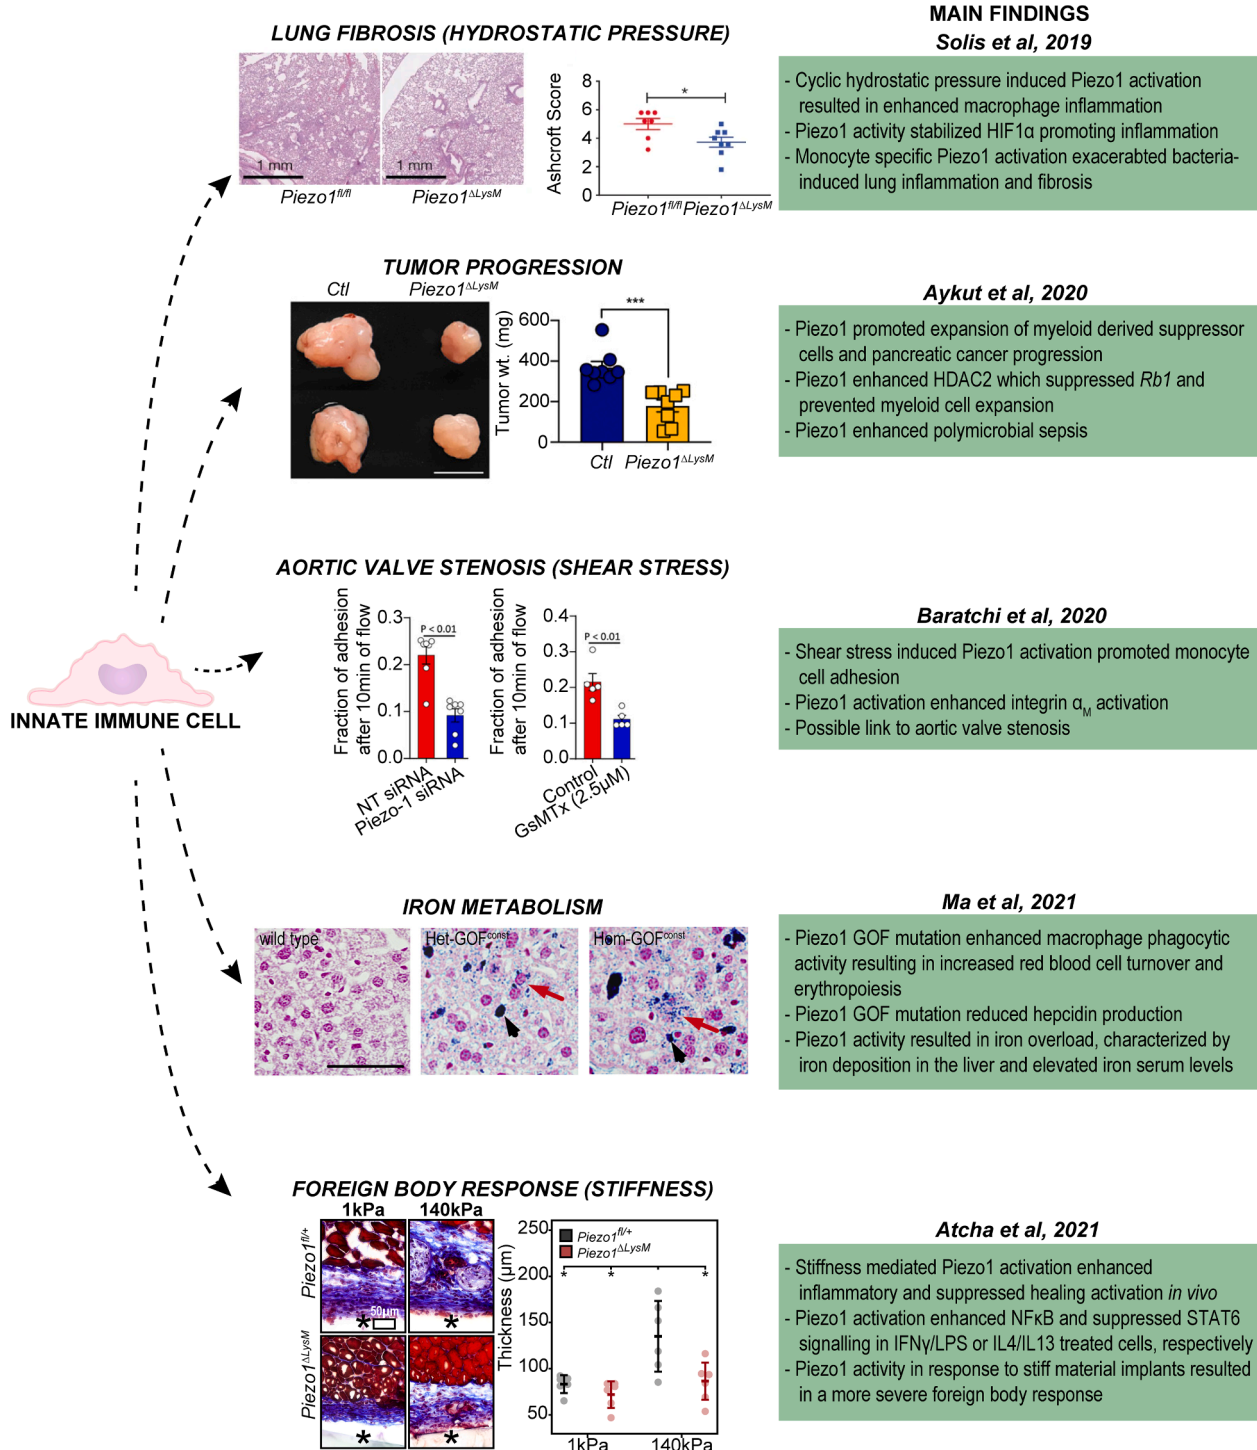 LUNG FIBROSIS (HYDROSTATIC PRESSURE)
1 mm
1 mm
Piezo1fl/fl
Piezo1ΔLysM
Ashcroft Score
8
6
4
2
0
*
Piezo1fl/fl Piezo1ΔLysM
MAIN FINDINGS
Solis et al, 2019
- Cyclic hydrostatic pressure induced Piezo1 activation
resulted in enhanced macrophage inflammation
- Piezo1 activity stabilized HIF1α promoting inflammation
- Monocyte specific Piezo1 activation exacerabted bacteria-
induced lung inflammation and fibrosis
TUMOR PROGRESSION
Ctl
Piezo1ΔLysM
Tumor wt. (mg)
600
400
200
0
***
Ctl
Piezo1ΔLysM
Aykut et al, 2020
- Piezo1 promoted expansion of myeloid derived suppressor
cells and pancreatic cancer progression
- Piezo1 enhanced HDAC2 which suppressed Rb1 and
prevented myeloid cell expansion
- Piezo1 enhanced polymicrobial sepsis
AORTIC VALVE STENOSIS (SHEAR STRESS)
Fraction of adhesion
after 10min of flow
0.3
0.2
0.1
0.0
P < 0.01
NT siRNA
Piezo-1 siRNA
Fraction of adhesion
after 10min of flow
0.4
0.3
0.2
0.1
0.0
P < 0.01
Control
GsMTx (2.5µM)
Baratchi et al, 2020
- Shear stress induced Piezo1 activation promoted monocyte
cell adhesion
- Piezo1 activation enhanced integrin αM activation
- Possible link to aortic valve stenosis
INNATE IMMUNE CELL
IRON METABOLISM
wild type
Het-GOFconst
Hom-GOFconst
Ma et al, 2021
- Piezo1 GOF mutation enhanced macrophage phagocytic
activity resulting in increased red blood cell turnover and
erythropoiesis
- Piezo1 GOF mutation reduced hepcidin production
- Piezo1 activity resulted in iron overload, characterized by
iron deposition in the liver and elevated iron serum levels
FOREIGN BODY RESPONSE (STIFFNESS)
1kPa
140kPa
Piezo1fl/+
Piezo1ΔLysM
50µm
*
*
*
*
Thickness (µm)
250
200
150
100
50
Piezo1fl/+
Piezo1ΔLysM
*
*
*
1kPa
140kPa
Atcha et al, 2021
- Stiffness mediated Piezo1 activation enhanced
inflammatory and suppressed healing activation in vivo
- Piezo1 activation enhanced NFκB and suppressed STAT6
signalling in IFNγ/LPS or IL4/IL13 treated cells, respectively
- Piezo1 activity in response to stiff material implants resulted
in a more severe foreign body response